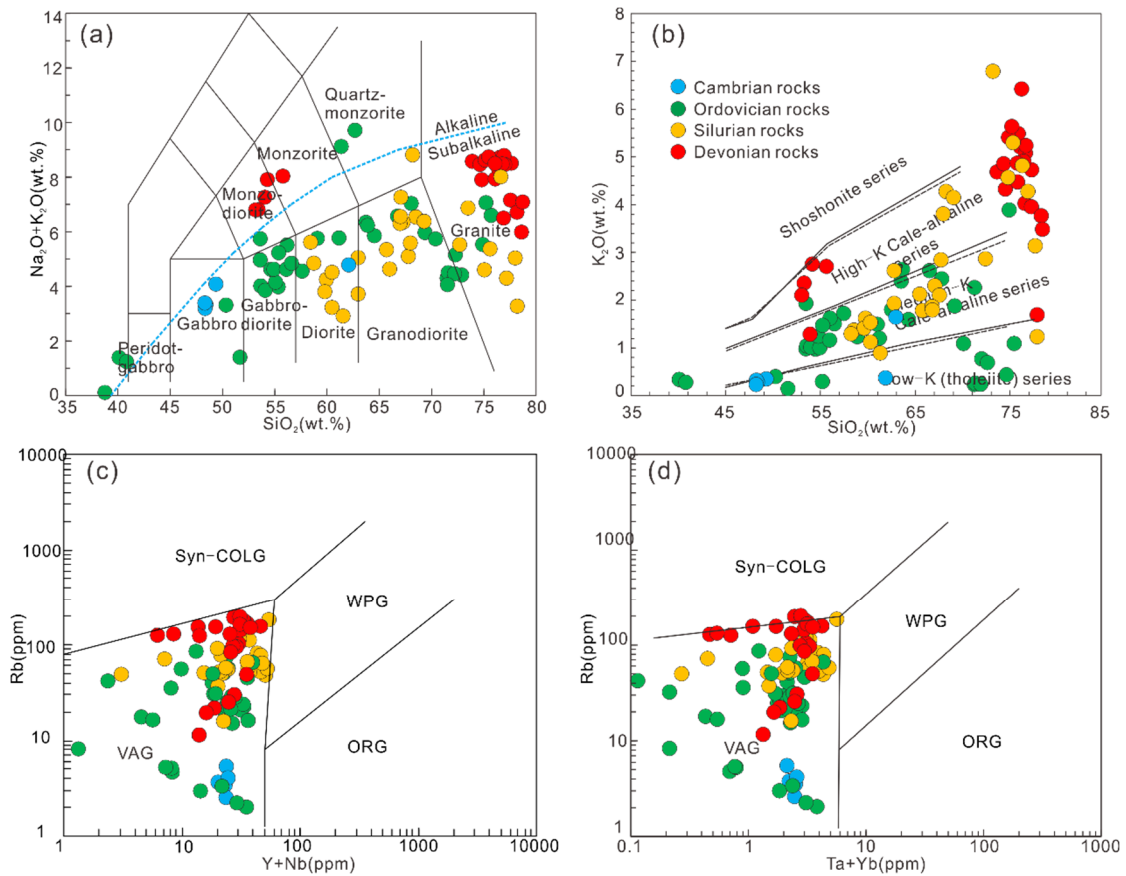 (a)
14
12
10
8
6
4
2
0
Na₂O+K₂O(wt.%)
Quartz-
monzorite
Alkaline
Subalkaline
Monzorite
Monzo-
diorite
Granite
Gabbro
Gabbro-
diorite
Diorite
Granodiorite
Peridot-
gabbro
35 40 45 50 55 60 65 70 75 80
SiO₂(wt.%)
(b)
8
7
6
5
4
3
2
1
0
K₂O(wt.%)
Cambrian rocks
Ordovician rocks
Silurian rocks
Devonian rocks
Shoshonite series
High-K Cale-alkaline
series
Cale-alkaline series
(tholeiite) series
35 45 55 65 75 85
SiO₂(wt.%)
(c)
10000
1000
100
10
1
Rb(ppm)
Syn-COLG
WPG
VAG
ORG
1 10 100 1000 10000
Y+Nb(ppm)
(d)
10000
1000
100
10
1
Rb(ppm)
Syn-COLG
WPG
VAG
ORG
0.1 1 10 100 1000
Ta+Yb(ppm)